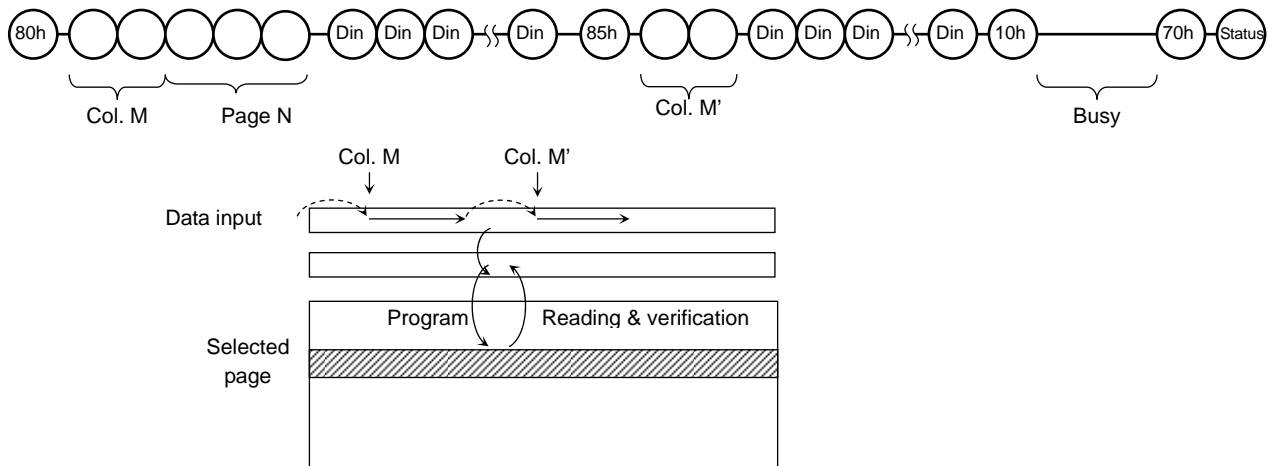 80h Din Din Din Din 85h Din Din Din Din 10h 70h Status
Col. M Page N Col. M’ Busy
Col. M Col. M’
Data input
Program Reading & verification
Selected
page